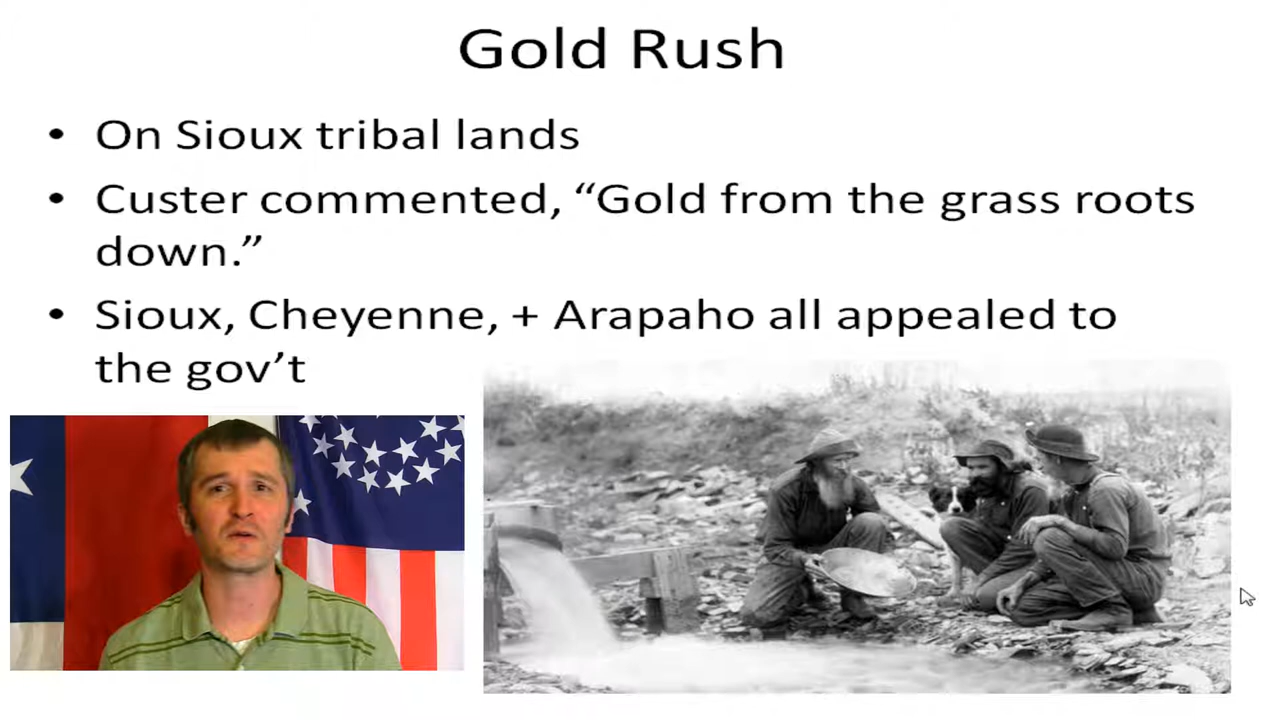 Gold Rush
• On Sioux tribal lands
• Custer commented, “Gold from the grass roots
down.”
• Sioux, Cheyenne, + Arapaho all appealed to
the gov’t